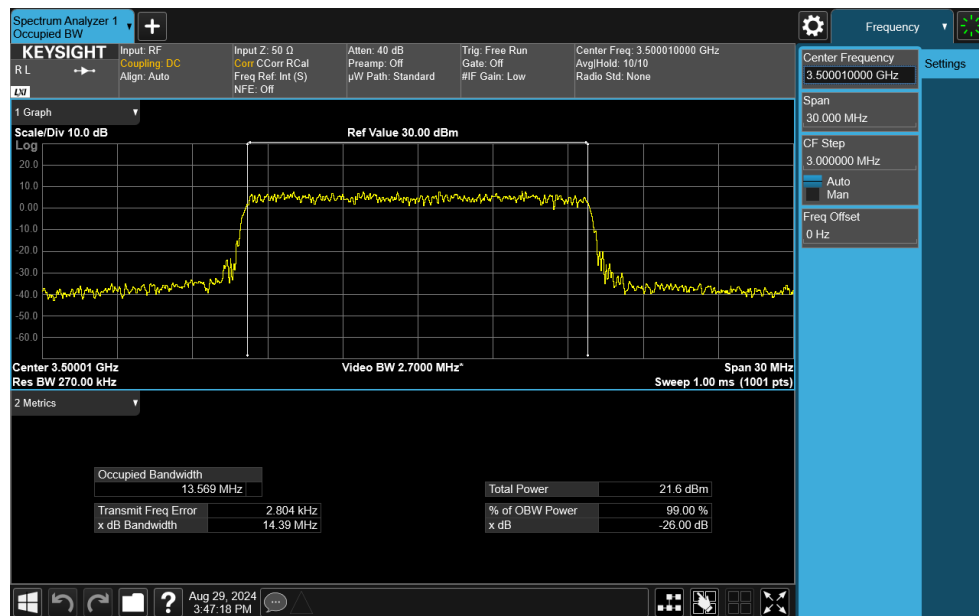 Spectrum Analyzer 1
Occupied BW
Frequency
KEYSIGHT
R L
LXI
Input: RF
Coupling: DC
Align: Auto
Input Z: 50 Ω
Corr CCorr RCal
Freq Ref: Int (S)
NFE: Off
Atten: 40 dB
Preamp: Off
µW Path: Standard
Trig: Free Run
Gate: Off
#IF Gain: Low
Center Freq: 3.500010000 GHz
Avg|Hold: 10/10
Radio Std: None
Center Frequency
3.500010000 GHz
Settings
Span
30.000 MHz
CF Step
3.000000 MHz
Auto
Man
Freq Offset
0 Hz
1 Graph
Scale/Div 10.0 dB
Ref Value 30.00 dBm
Log
20.0
10.0
0.00
-10.0
-20.0
-30.0
-40.0
-50.0
-60.0
Center 3.50001 GHz
Video BW 2.7000 MHz*
Span 30 MHz
Res BW 270.00 kHz
Sweep 1.00 ms (1001 pts)
2 Metrics
Occupied Bandwidth
13.569 MHz
Total Power 21.6 dBm
Transmit Freq Error 2.804 kHz
% of OBW Power 99.00 %
x dB Bandwidth 14.39 MHz
x dB -26.00 dB
?
Aug 29, 2024
3:47:18 PM